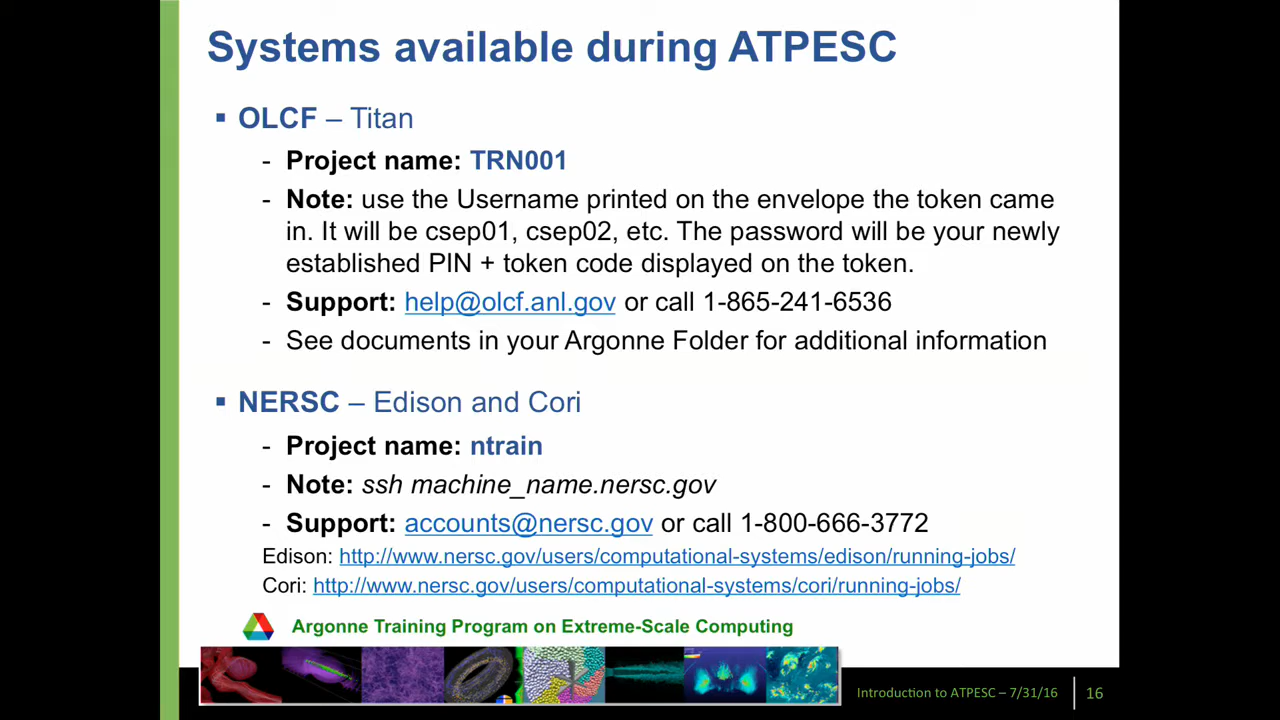 Systems available during ATPESC
▪ OLCF – Titan
- Project name: TRN001
- Note: use the Username printed on the envelope the token came
in. It will be csep01, csep02, etc. The password will be your newly
established PIN + token code displayed on the token.
- Support: help@olcf.anl.gov or call 1-865-241-6536
- See documents in your Argonne Folder for additional information
▪ NERSC – Edison and Cori
- Project name: ntrain
- Note: ssh machine_name.nersc.gov
- Support: accounts@nersc.gov or call 1-800-666-3772
Edison: http://www.nersc.gov/users/computational-systems/edison/running-jobs/
Cori: http://www.nersc.gov/users/computational-systems/cori/running-jobs/
Argonne Training Program on Extreme-Scale Computing
Introduction to ATPESC – 7/31/16
16